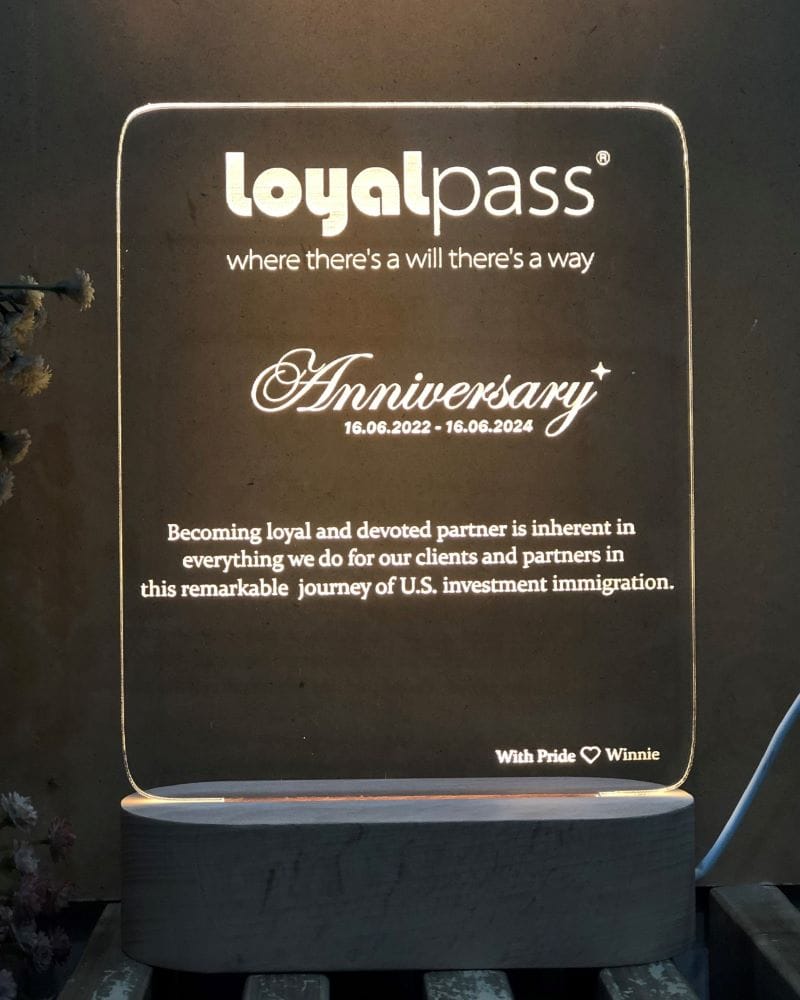 loyalpass®
where there's a will there's a way
Anniversary
16.06.2022 - 16.06.2024
Becoming loyal and devoted partner is inherent in
everything we do for our clients and partners in
this remarkable journey of U.S. investment immigration.
With Pride ♡ Winnie